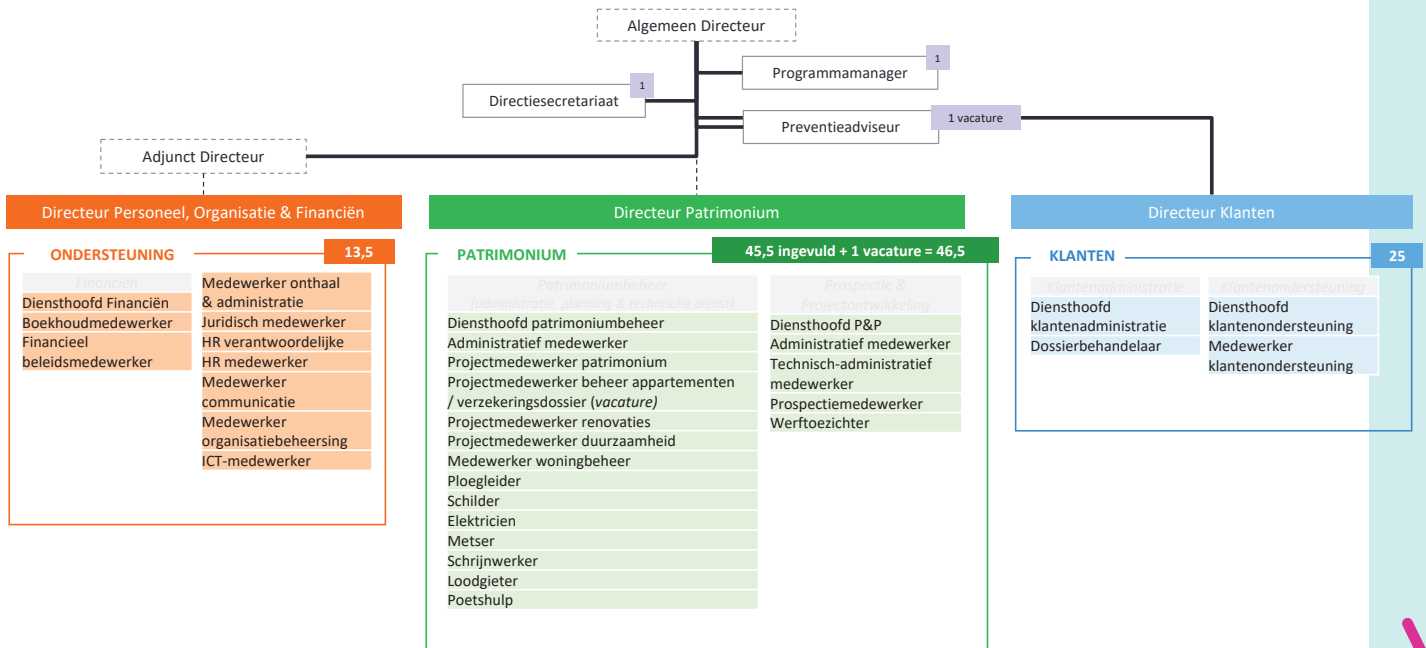 Algemeen Directeur
1
Programmamanager
1
Directiesecretariaat
1 vacature
Preventieadviseur
Adjunct Directeur
Directeur Personeel, Organisatie & Financiën
Directeur Patrimonium
Directeur Klanten
ONDERSTEUNING
13,5
Financiën
Diensthoofd Financiën
Boekhoudmedewerker
Financieel
beleidsmedewerker
Medewerker onthaal
& administratie
Juridisch medewerker
HR verantwoordelijke
HR medewerker
Medewerker
communicatie
Medewerker
organisatiebeheersing
ICT-medewerker
PATRIMONIUM
45,5 ingevuld + 1 vacature = 46,5
Patrimoniumbeheer
(administratie, planning & technische dienst)
Diensthoofd patrimoniumbeheer
Administratief medewerker
Projectmedewerker patrimonium
Projectmedewerker beheer appartementen
/ verzekeringsdossier (vacature)
Projectmedewerker renovaties
Projectmedewerker duurzaamheid
Medewerker woningbeheer
Ploegleider
Schilder
Elektricien
Metser
Schrijnwerker
Loodgieter
Poetshulp
Prospectie &
Projectontwikkeling
Diensthoofd P&P
Administratief medewerker
Technisch-administratief
medewerker
Prospectiemedewerker
Werftoezichter
KLANTEN
25
Klantenadministratie
Diensthoofd
klantenadministratie
Dossierbehandelaar
Klantenondersteuning
Diensthoofd
klantenondersteuning
Medewerker
klantenondersteuning